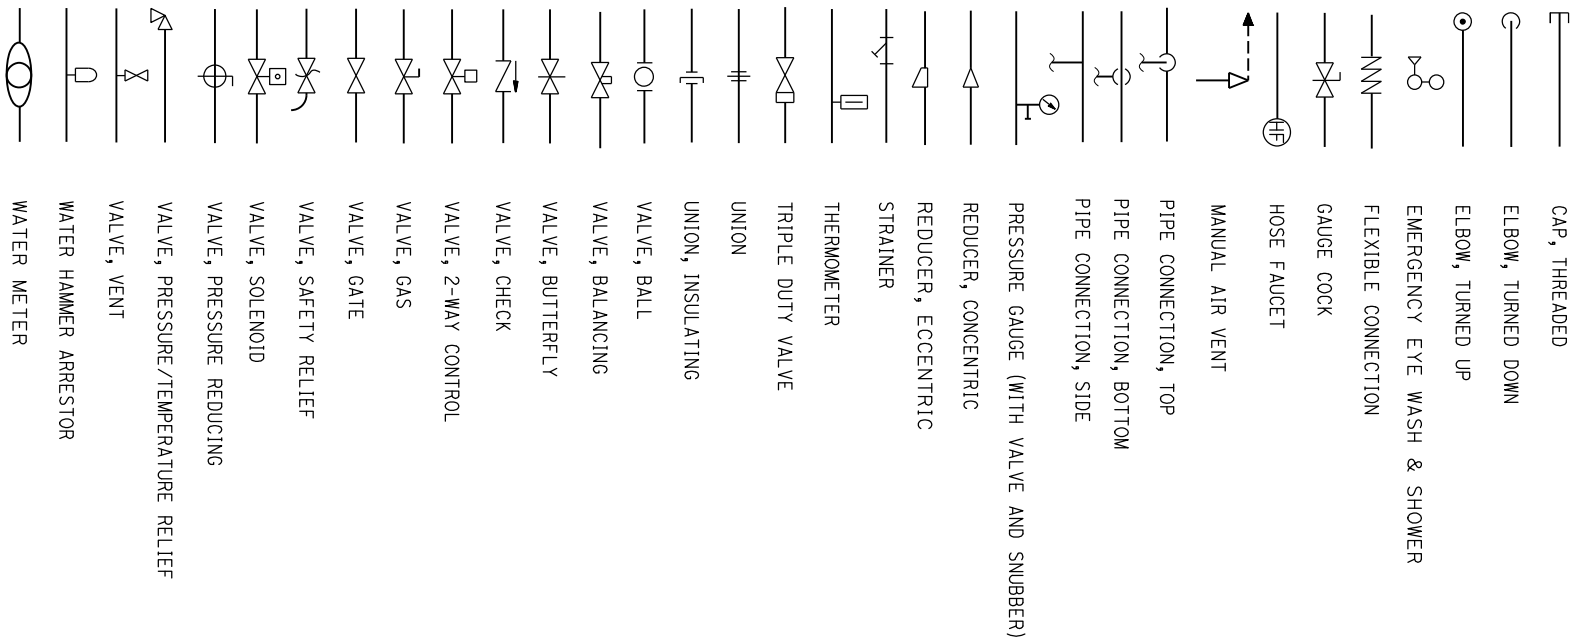 CAP, THREADED
ELBOW, TURNED DOWN
ELBOW, TURNED UP
EMERGENCY EYE WASH & SHOWER
FLEXIBLE CONNECTION
GAUGE COCK
HF HOSE FAUCET
MANUAL AIR VENT
PIPE CONNECTION, TOP
PIPE CONNECTION, BOTTOM
PIPE CONNECTION, SIDE
PRESSURE GAUGE (WITH VALVE AND SNUBBER)
REDUCER, CONCENTRIC
REDUCER, ECCENTRIC
STRAINER
THERMOMETER
TRIPLE DUTY VALVE
UNION
UNION, INSULATING
VALVE, BALL
VALVE, BALANCING
VALVE, BUTTERFLY
VALVE, CHECK
VALVE, 2-WAY CONTROL
VALVE, GAS
VALVE, GATE
VALVE, SAFETY RELIEF
VALVE, SOLENOID
VALVE, PRESSURE REDUCING
VALVE, PRESSURE/TEMPERATURE RELIEF
VALVE, VENT
WATER HAMMER ARRESTOR
WATER METER